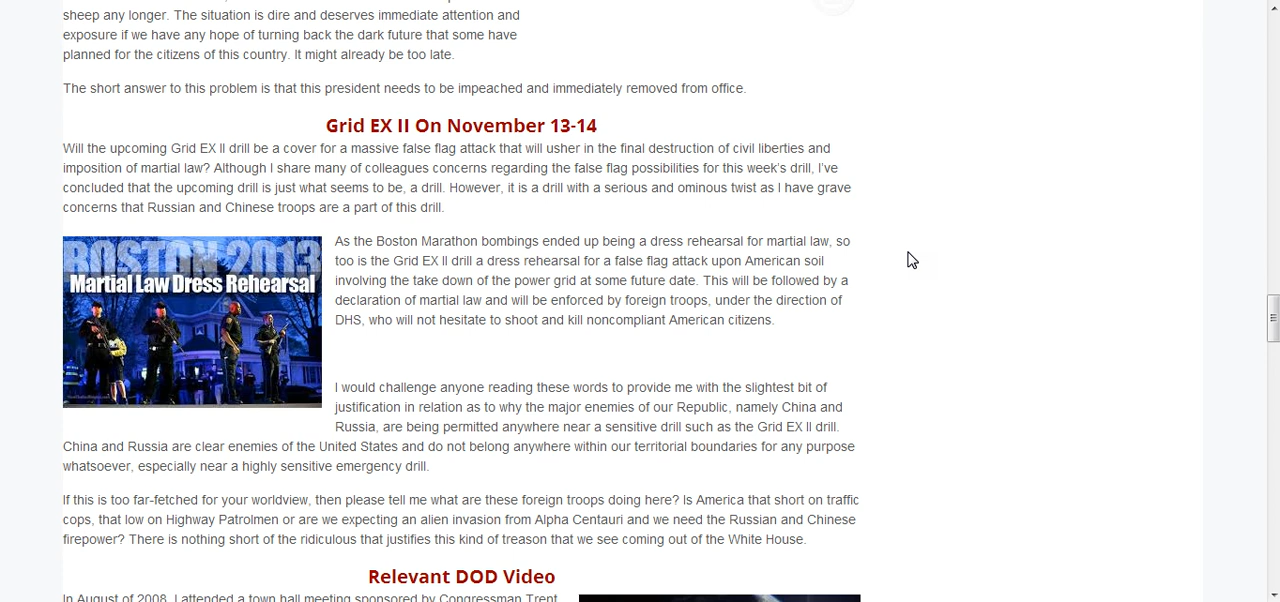 sheep any longer. The situation is dire and deserves immediate attention and
exposure if we have any hope of turning back the dark future that some have
planned for the citizens of this country. It might already be too late.
The short answer to this problem is that this president needs to be impeached and immediately removed from office.
Grid EX II On November 13-14
Will the upcoming Grid EX II drill be a cover for a massive false flag attack that will usher in the final destruction of civil liberties and
imposition of martial law? Although I share many of colleagues concerns regarding the false flag possibilities for this week's drill, I've
concluded that the upcoming drill is just what seems to be, a drill. However, it is a drill with a serious and ominous twist as I have grave
concerns that Russian and Chinese troops are a part of this drill.
BOSTON 2013
Martial Law Dress Rehearsal
As the Boston Marathon bombings ended up being a dress rehearsal for martial law, so
too is the Grid EX II drill a dress rehearsal for a false flag attack upon American soil
involving the take down of the power grid at some future date. This will be followed by a
declaration of martial law and will be enforced by foreign troops, under the direction of
DHS, who will not hesitate to shoot and kill noncompliant American citizens.
I would challenge anyone reading these words to provide me with the slightest bit of
justification in relation as to why the major enemies of our Republic, namely China and
Russia, are being permitted anywhere near a sensitive drill such as the Grid EX II drill.
China and Russia are clear enemies of the United States and do not belong anywhere within our territorial boundaries for any purpose
whatsoever, especially near a highly sensitive emergency drill.
If this is too far-fetched for your worldview, then please tell me what are these foreign troops doing here? Is America that short on traffic
cops, that low on Highway Patrolmen or are we expecting an alien invasion from Alpha Centauri and we need the Russian and Chinese
firepower? There is nothing short of the ridiculous that justifies this kind of treason that we see coming out of the White House.
Relevant DOD Video
In August of 2008, I attended a town hall meeting sponsored by Congressman Trent